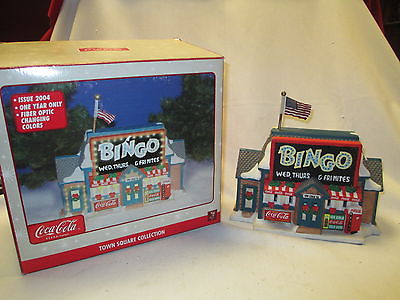 • ISSUE 2004
• ONE YEAR ONLY
• FIBER OPTIC
CHANGING
COLORS
BINGO
WED, THURS & FRI NITES
Coca-Cola
TOWN SQUARE COLLECTION
BINGO
WED, THURS & FRI NITES
Coca-Cola